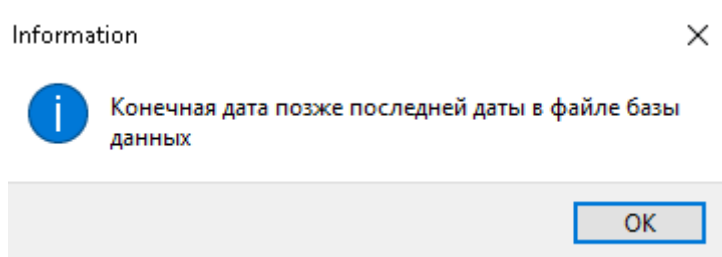 Information
Конечная дата позже последней даты в файле базы
данных
OK